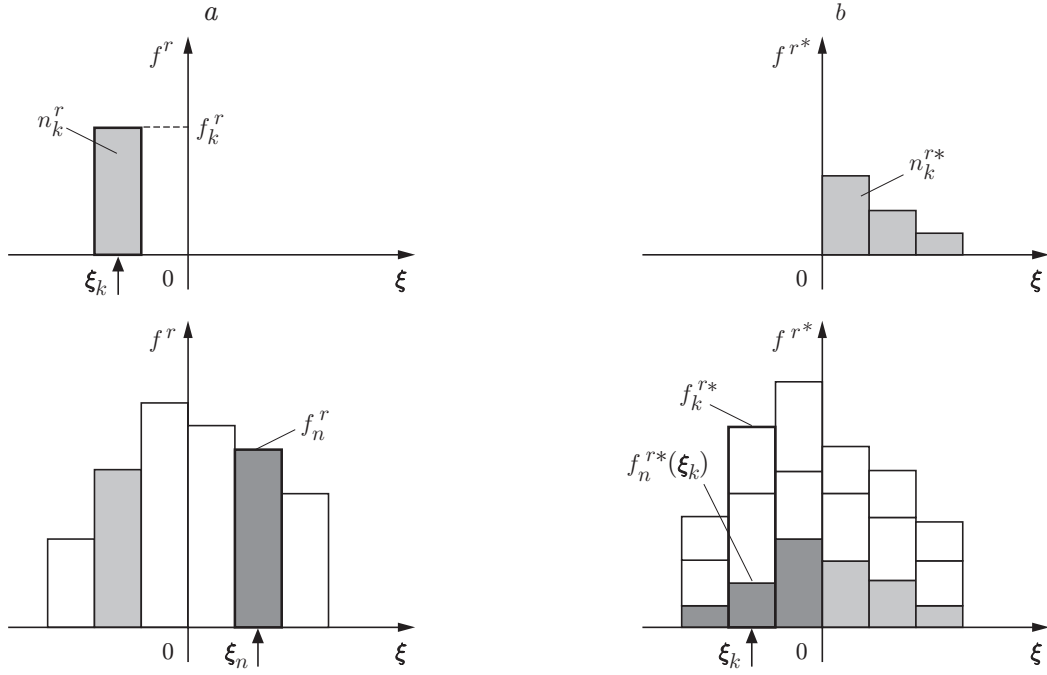 a
b
f^r
f^{r*}
n_k^r
f_k^r
n_k^{r*}
ξ_k
0
ξ
0
ξ
f^r
f^{r*}
f_n^r
f_k^{r*}
f_n^{r*}(ξ_k)
0
ξ_n
ξ
ξ_k
0
ξ